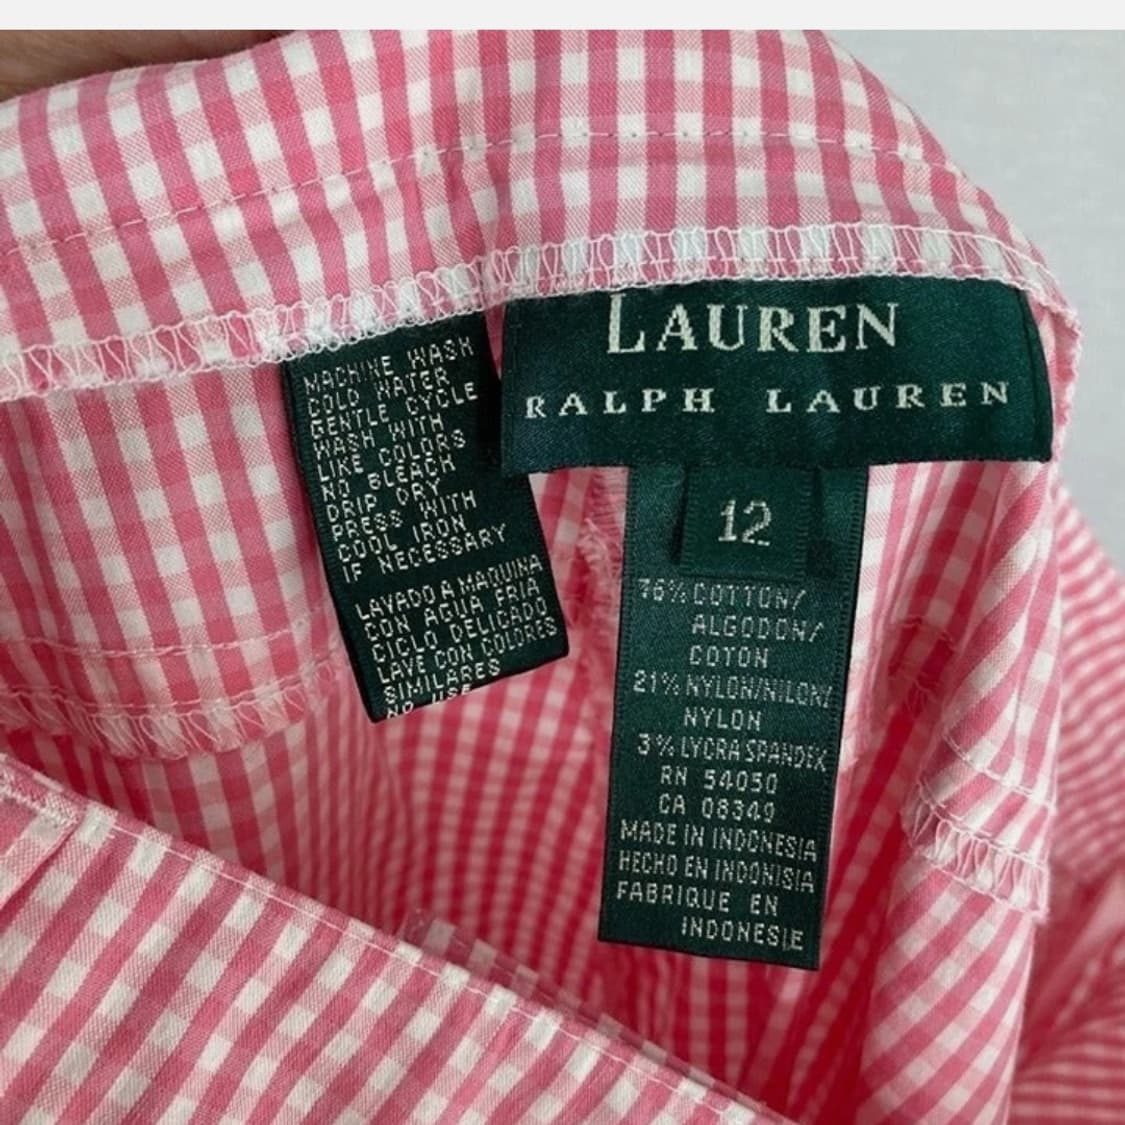 MACHINE WASH
COLD WATER
GENTLE CYCLE
WASH WITH
LIKE COLORS
NO BLEACH
DRIP DRY
PRESS WITH
COOL IRON
IF NECESSARY
LAVADO A MAQUINA
CON AGUA FRIA
CICLO DELICADO
LAVE CON COLORES
SIMILARES
NO USE
LAUREN
RALPH LAUREN
12
76% COTTON/
ALGODON/
COTON
21% NYLON/NILON/
NYLON
3% LYCRA SPANDEX
RN 54050
CA 08349
MADE IN INDONESIA
HECHO EN INDONISIA
FABRIQUE EN
INDONESIE